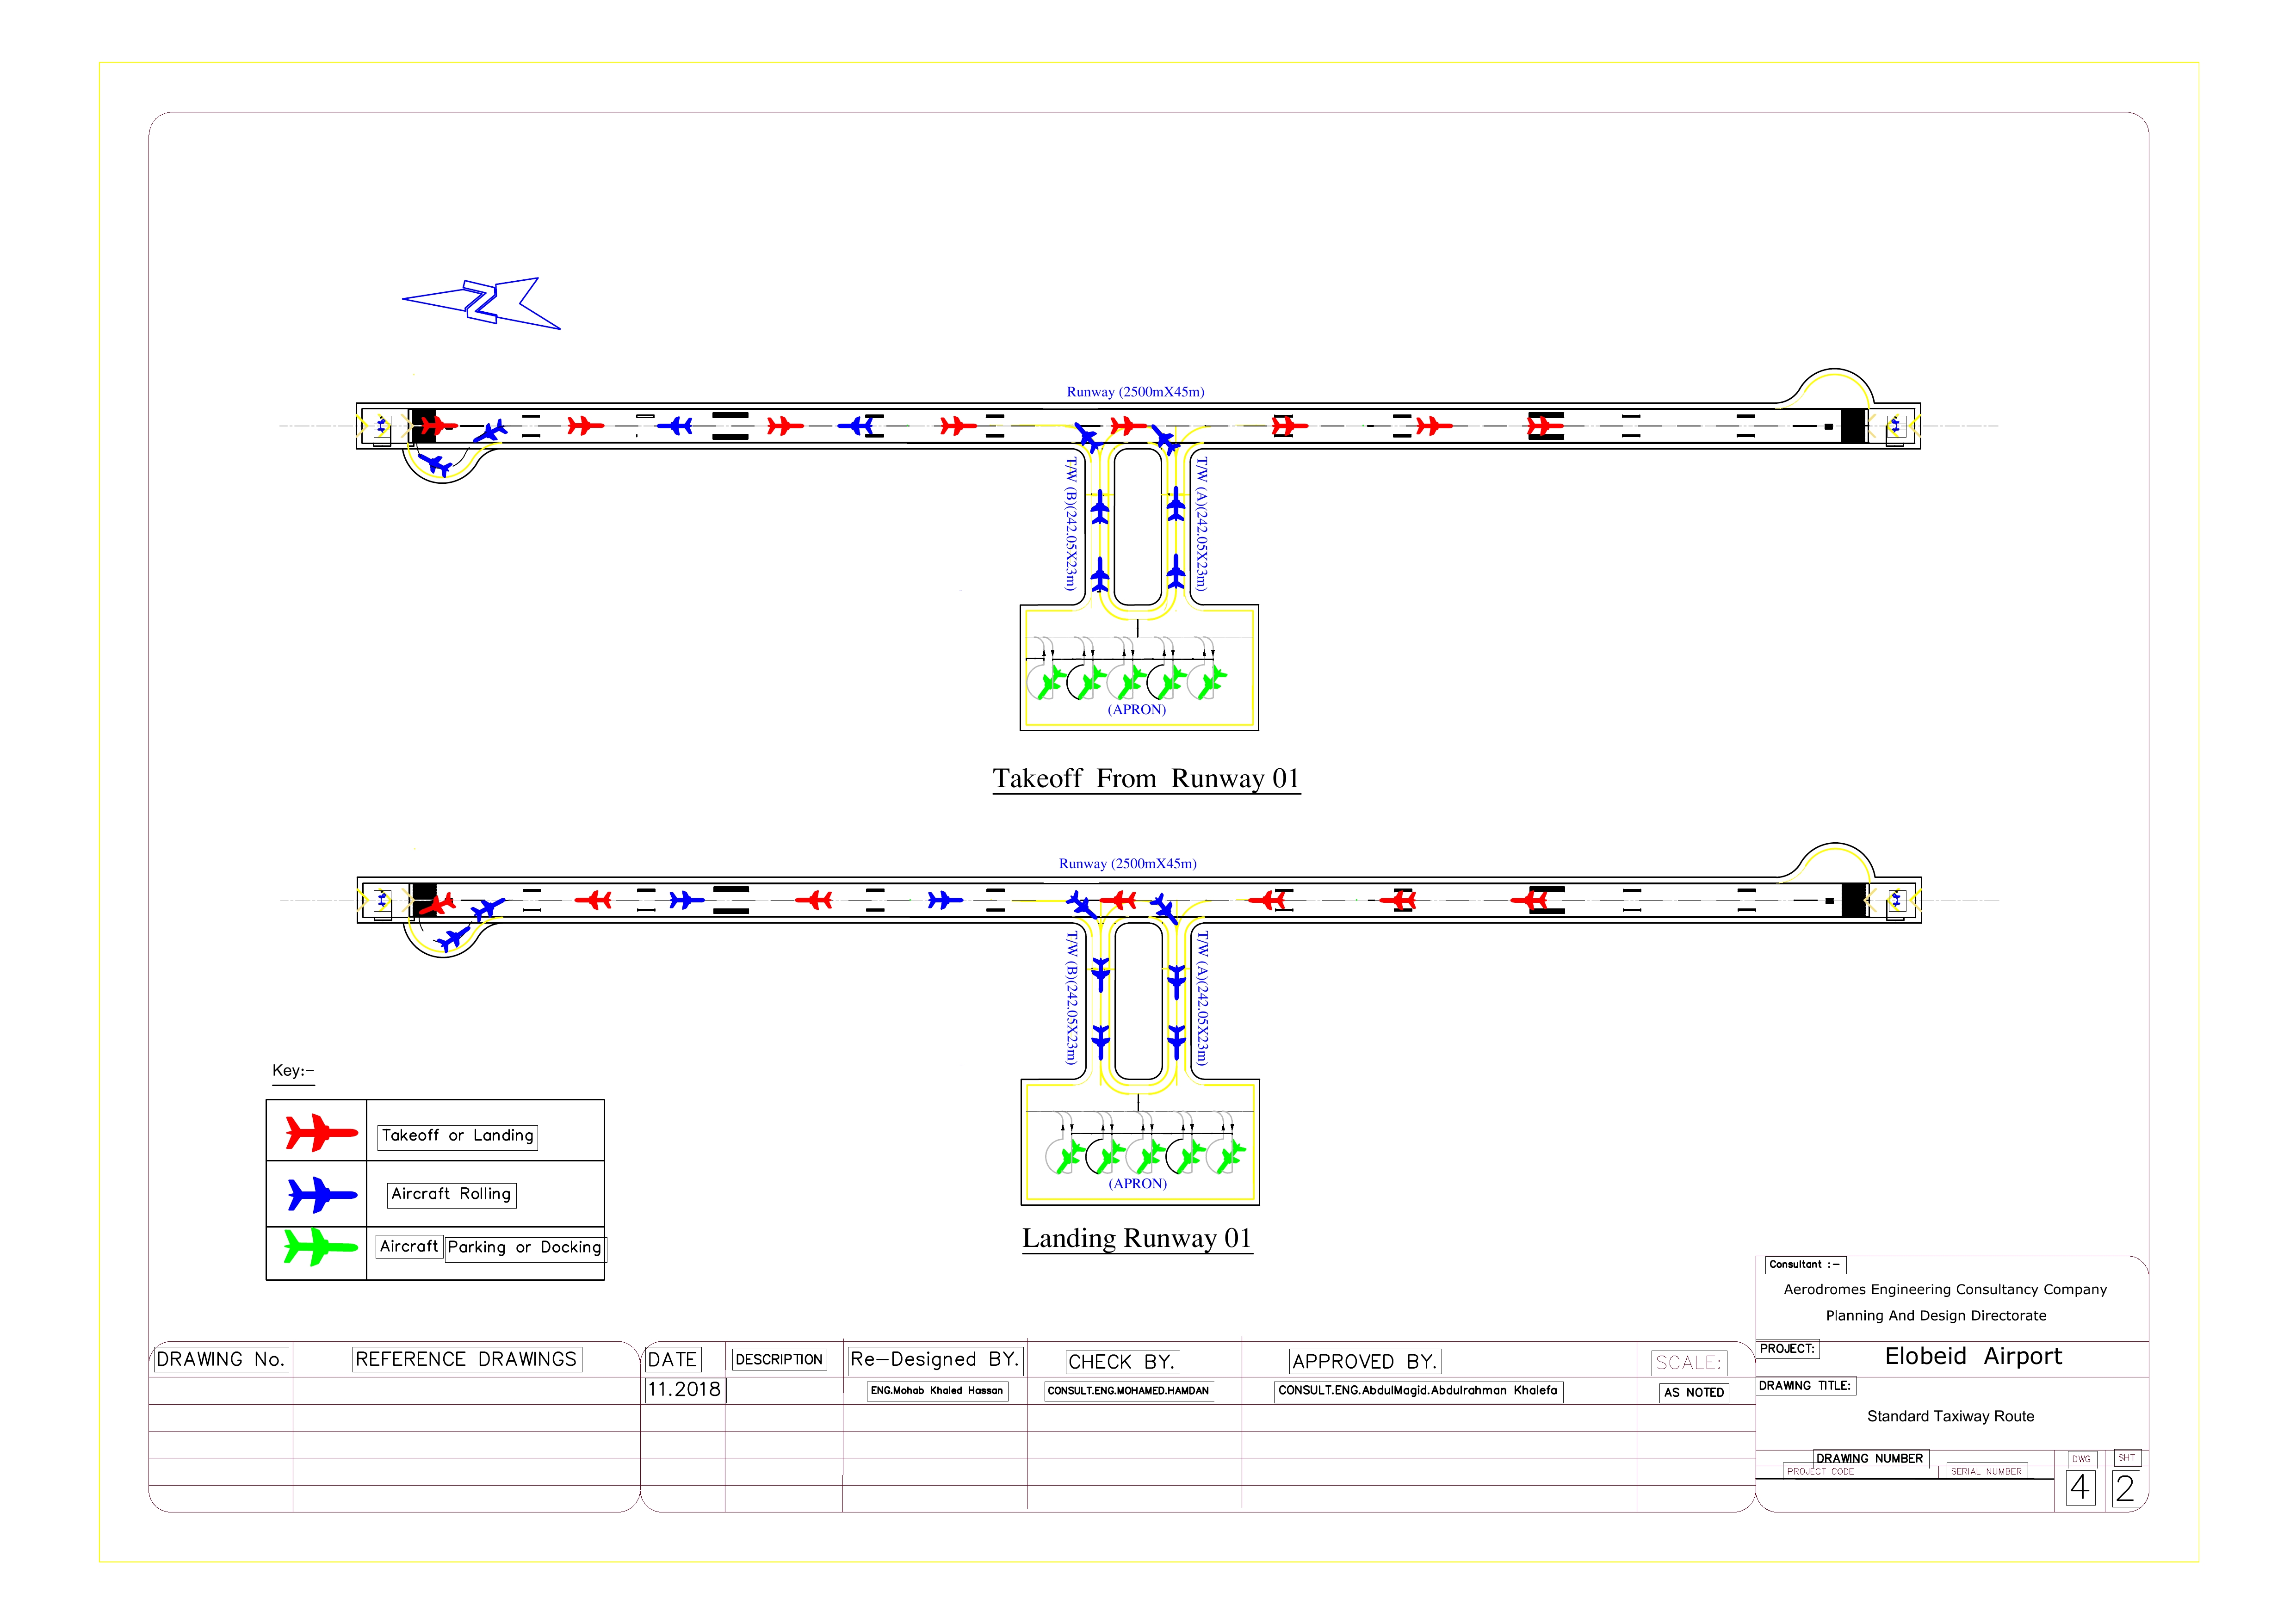 Runway (2500mX45m)
T/W (B)(242.05X23m)
T/W (A)(242.05X23m)
(APRON)
Takeoff From Runway 01
Runway (2500mX45m)
T/W (B)(242.05X23m)
T/W (A)(242.05X23m)
(APRON)
Landing Runway 01
Key:-
Takeoff or Landing
Aircraft Rolling
Aircraft Parking or Docking
Consultant :-
Aerodromes Engineering Consultancy Company
Planning And Design Directorate
PROJECT: Elobeid Airport
DRAWING TITLE:
Standard Taxiway Route
DRAWING NUMBER DWG SHT
PROJECT CODE SERIAL NUMBER
4 2
DRAWING No. REFERENCE DRAWINGS
DATE DESCRIPTION Re-Designed BY. CHECK BY. APPROVED BY. SCALE:
11.2018 ENG.Mohab Khaled Hassan CONSULT.ENG.MOHAMED.HAMDAN CONSULT.ENG.AbdulMagid.Abdulrahman Khalefa AS NOTED